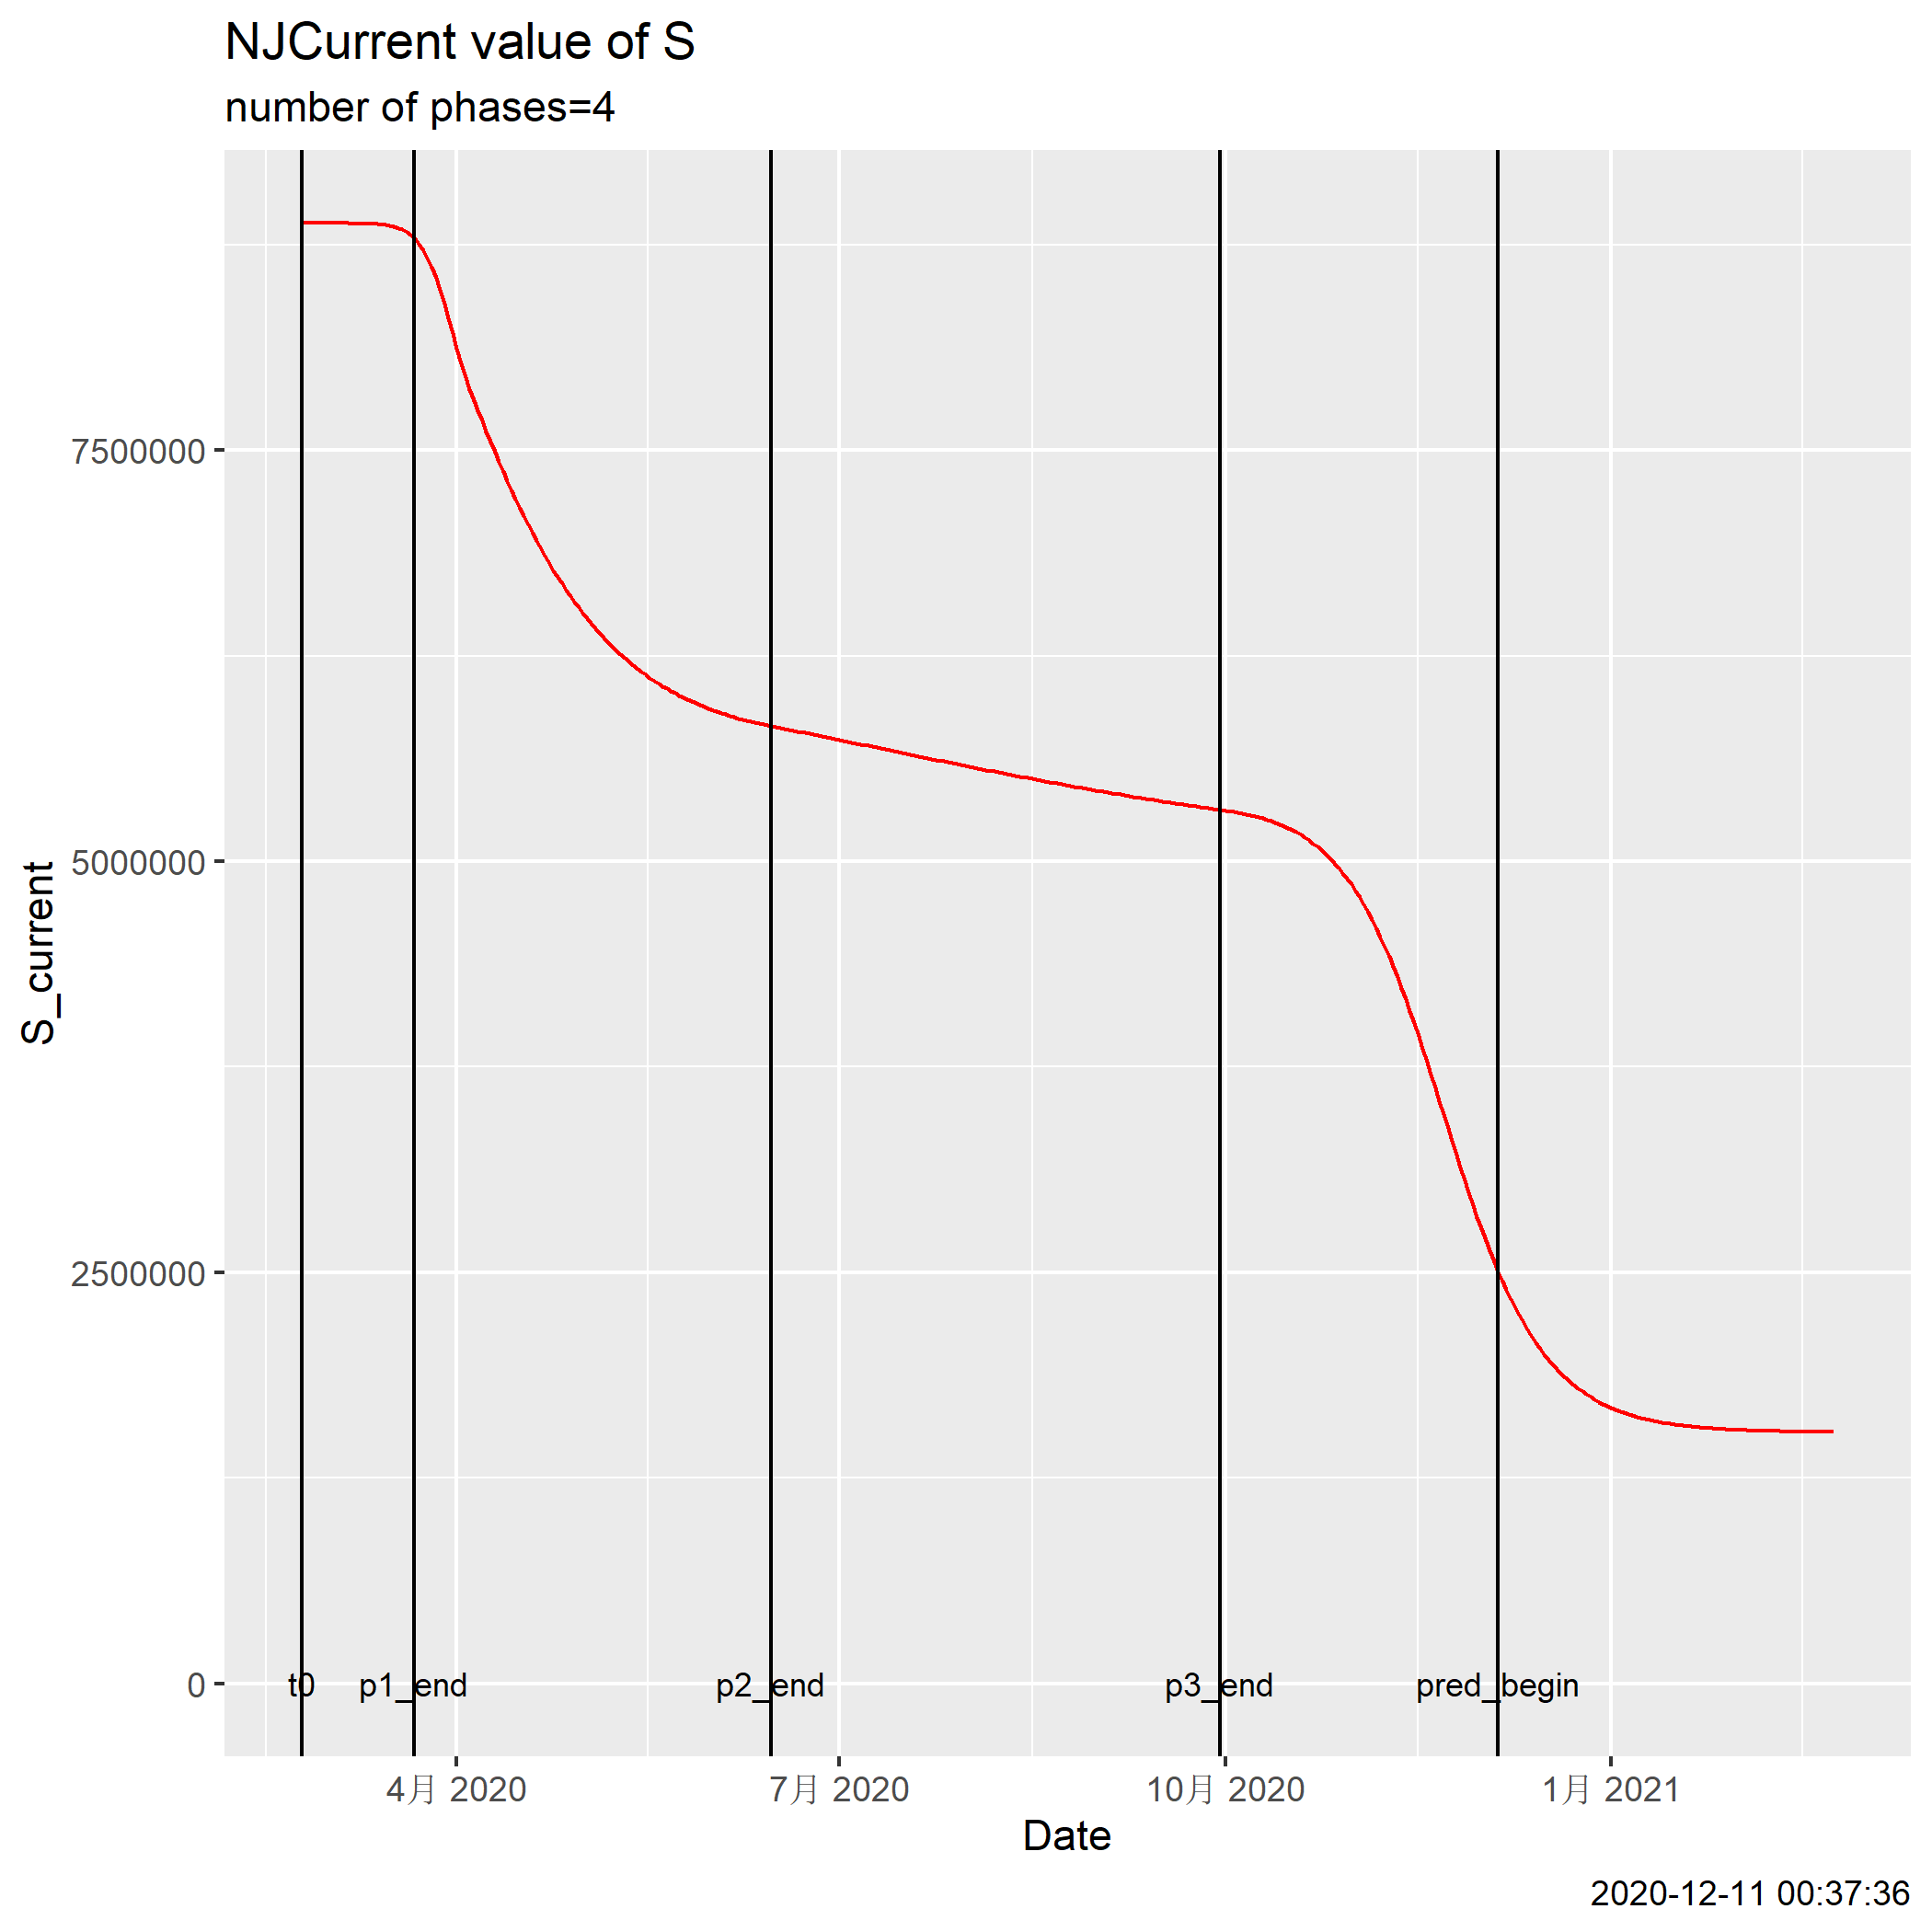 NJCurrent value of S
number of phases=4
7500000
5000000
2500000
0
S_current
t0 p1_end p2_end p3_end pred_begin
4月 2020 7月 2020 10月 2020 1月 2021
Date
2020-12-11 00:37:36